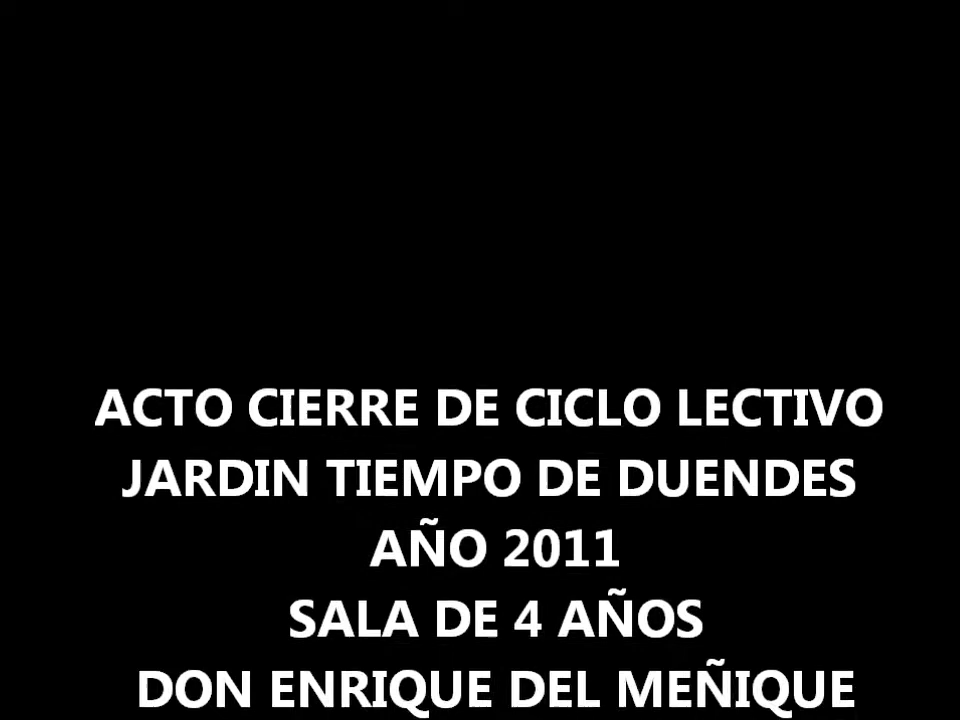 ACTO CIERRE DE CICLO LECTIVO
JARDIN TIEMPO DE DUENDES
AÑO 2011
SALA DE 4 AÑOS
DON ENRIQUE DEL MEÑIQUE